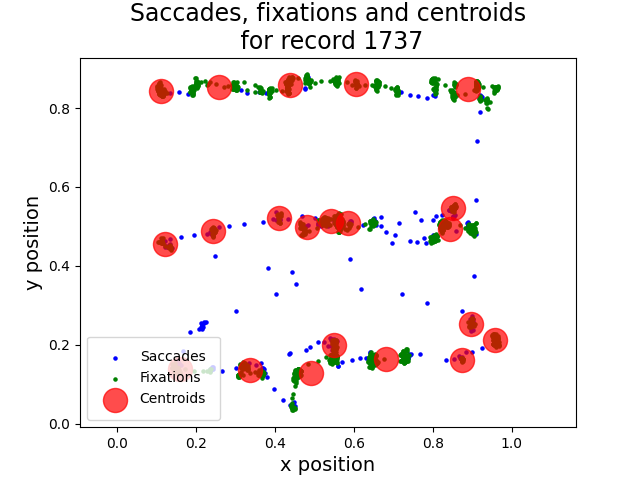 Saccades, fixations and centroids
for record 1737
y position
0.8
0.6
0.4
0.2
0.0
Saccades
Fixations
Centroids
0.0 0.2 0.4 0.6 0.8 1.0
x position